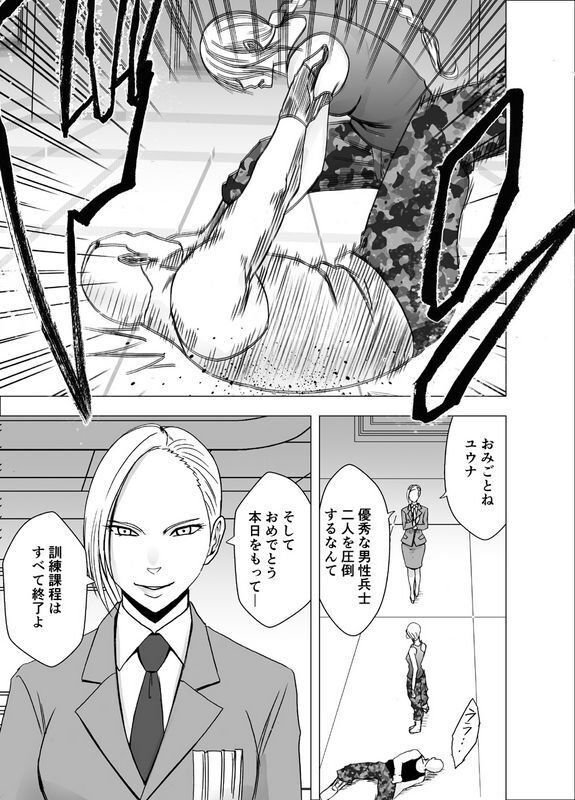 おみごとね
ユウナ
優秀な男性兵士
二人を圧倒
するなんて
うう…
そして
おめでとう
本日をもって―
訓練課程は
すべて終了よ